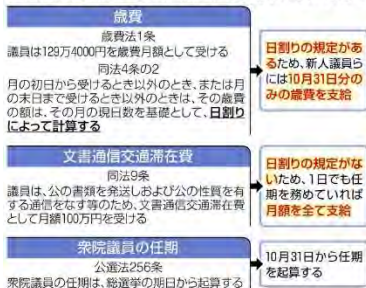 歳費
歳費法1条
議員は129万4000円を歳費月額として受ける
同法4条の2
月の初日から受けるとき以外のとき、または月
の末日まで受けるとき以外のときは、その歳費
の額は、その月の現日数を基礎として、日割り
によって計算する
日割りの規定があ
るため、新人議員ら
には10月31日分の
みの歳費を支給
文書通信交通滞在費
同法9条
議員は、公の書類を発送しおよび公の性質を有
する通信をなす等のため、文書通信交通滞在費
として月額100万円を受ける
日割りの規定がな
いため、1日でも任
期を務めていれば
月額を全て支給
衆院議員の任期
公選法256条
衆院議員の任期は、総選挙の期日から起算する
10月31日から任期
を起算する